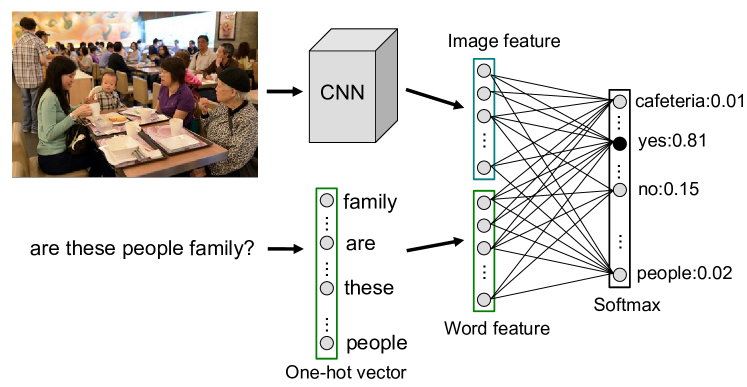 Image feature
CNN
cafeteria:0.01
yes:0.81
no:0.15
people:0.02
Softmax
are these people family?
family
are
these
people
One-hot vector
Word feature